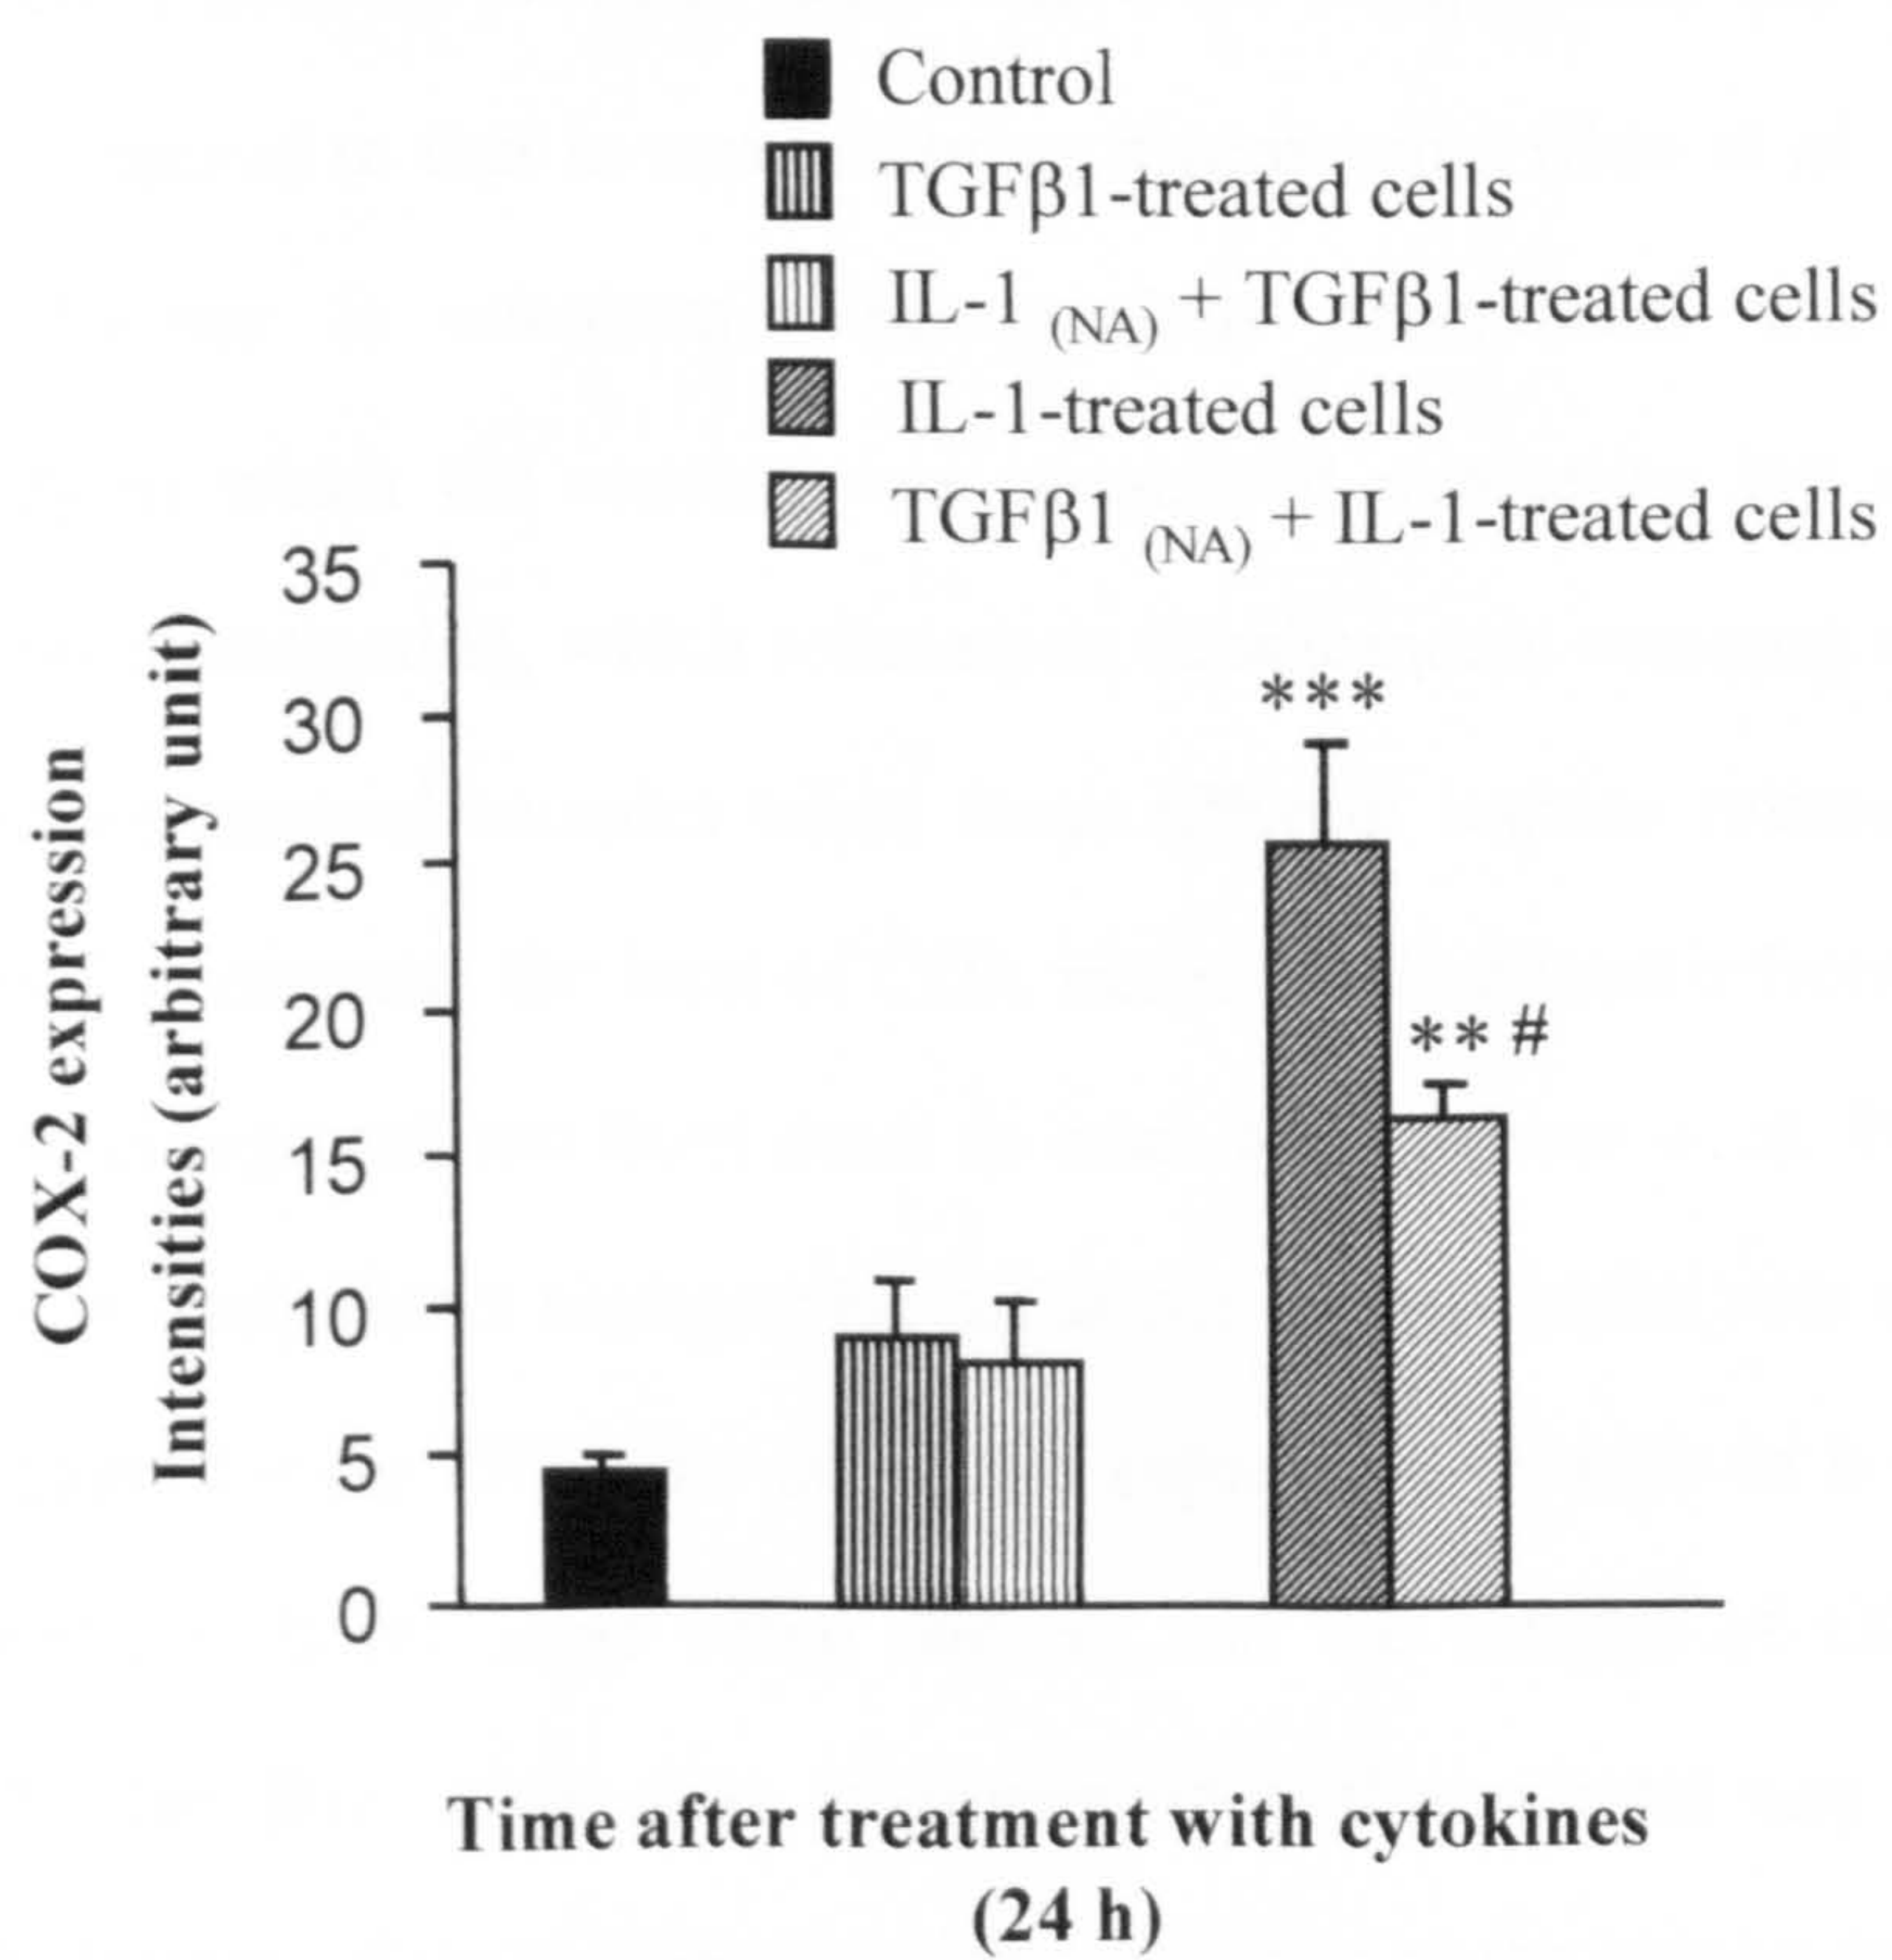 Control
TGFβ1-treated cells
IL-1 (NA) + TGFβ1-treated cells
IL-1-treated cells
TGFβ1 (NA) + IL-1-treated cells
COX-2 expression
Intensities (arbitrary unit)
35
30
25
20
15
10
5
0
***
** #
Time after treatment with cytokines
(24 h)